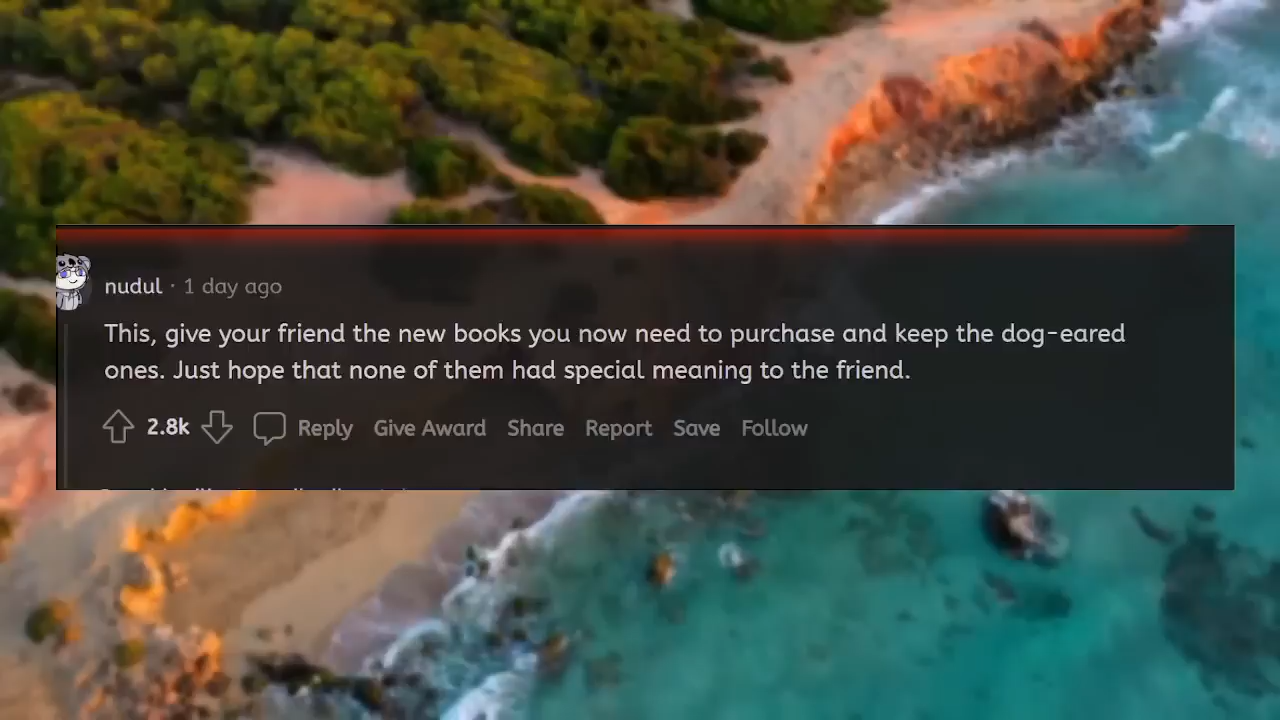 nudul · 1 day ago
This, give your friend the new books you now need to purchase and keep the dog-eared
ones. Just hope that none of them had special meaning to the friend.
2.8k Reply Give Award Share Report Save Follow